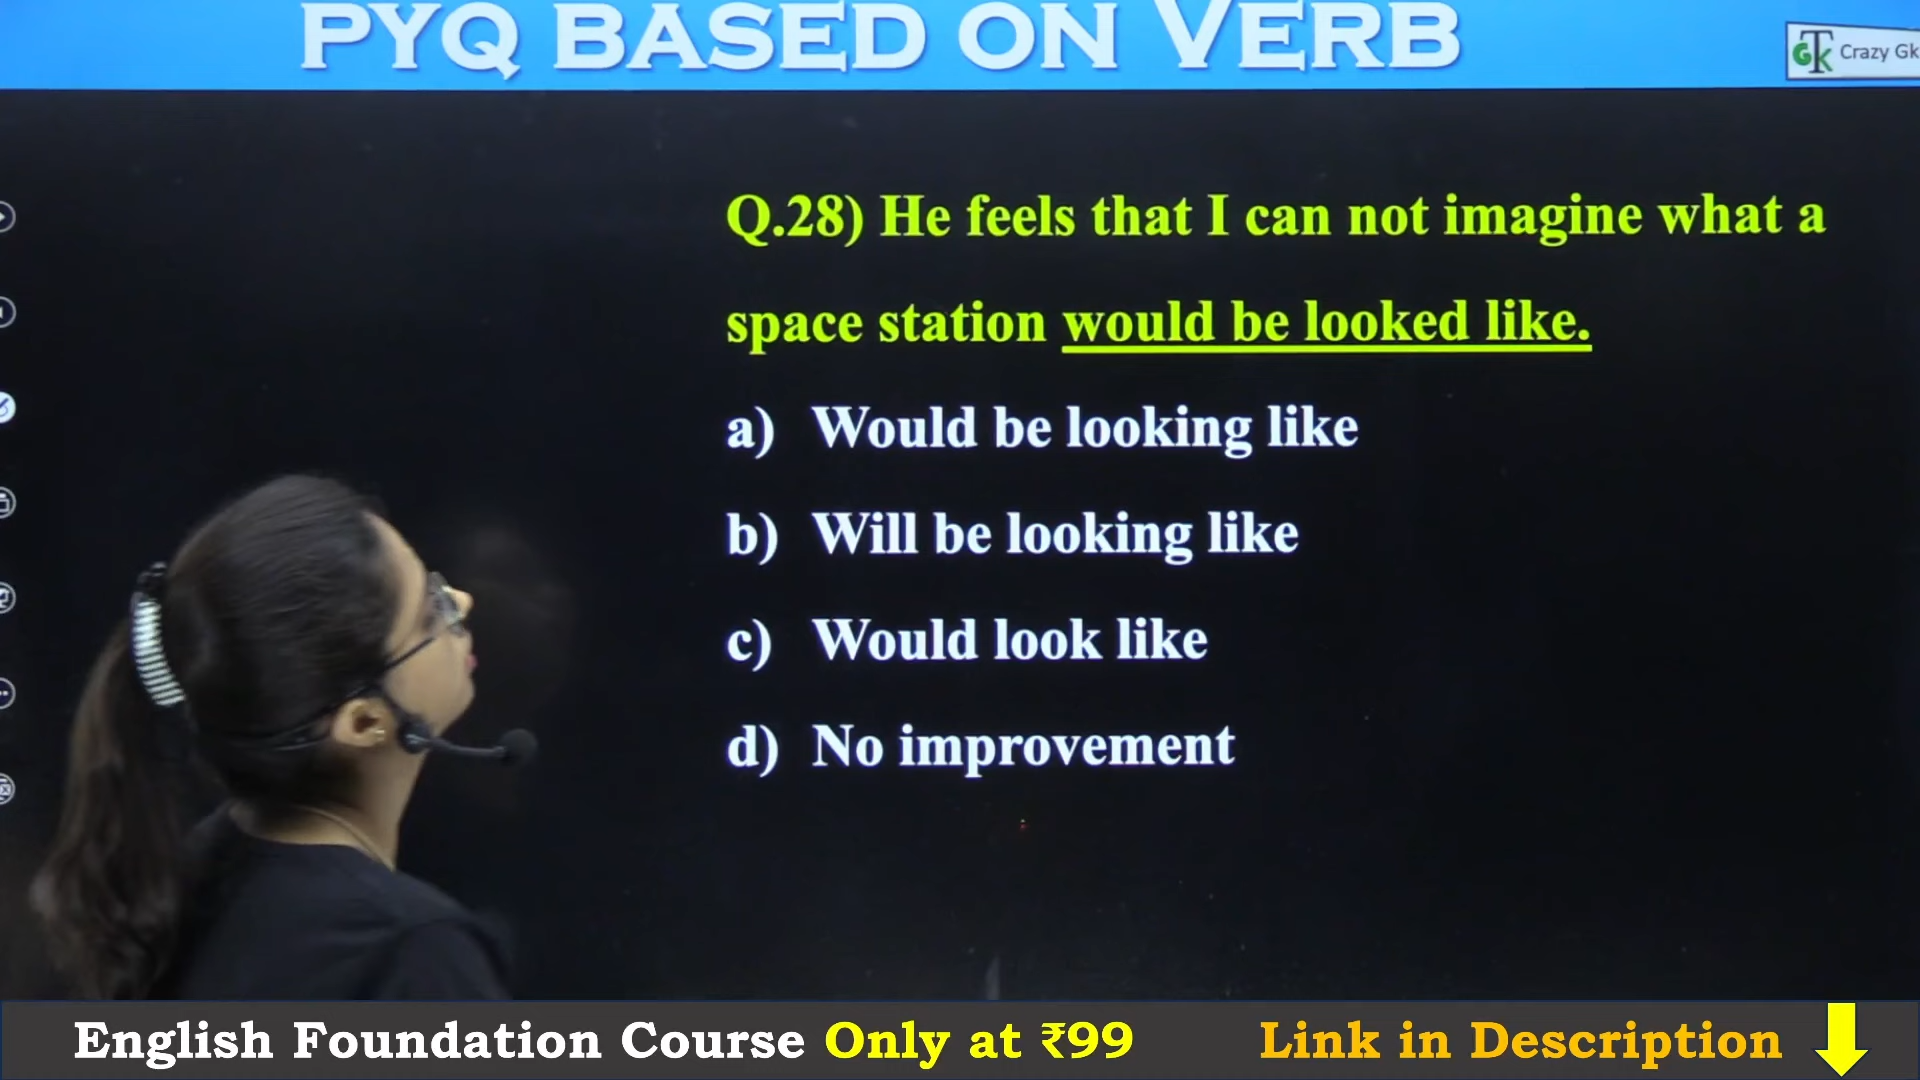 PYQ BASED ON VERB
GTK Crazy Gk
Q.28) He feels that I can not imagine what a
space station would be looked like.
a) Would be looking like
b) Will be looking like
c) Would look like
d) No improvement
English Foundation Course Only at ₹99 Link in Description